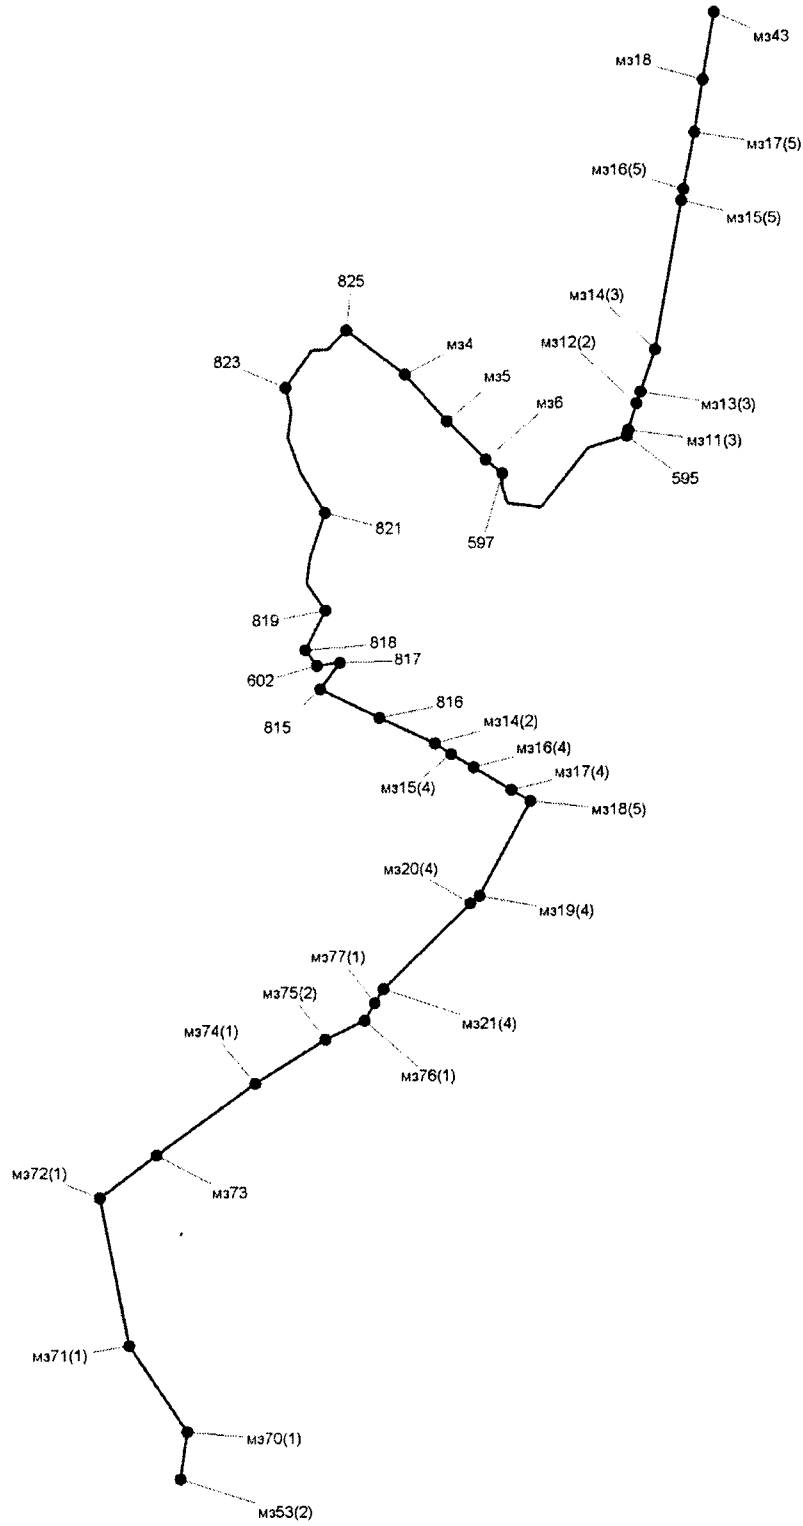 мз43
мз18
мз17(5)
мз16(5)
мз15(5)
825
мз14(3)
мз12(2)
мз4
823
мз5
мз13(3)
мз6
мз11(3)
595
821
597
819
818
817
602
816
815
мз14(2)
мз16(4)
мз17(4)
мз15(4)
мз18(5)
мз20(4)
мз19(4)
мз77(1)
мз75(2)
мз21(4)
мз74(1)
мз76(1)
мз72(1)
мз73
мз71(1)
мз70(1)
мз53(2)